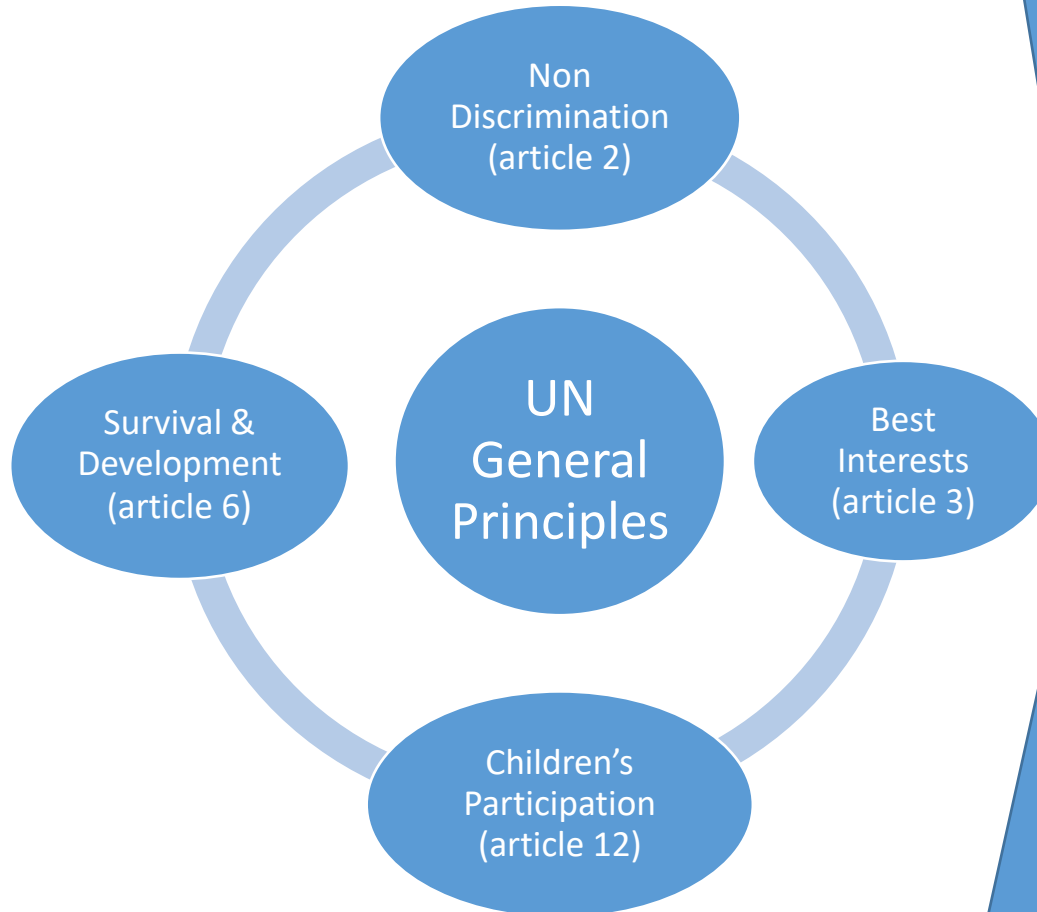 Non
Discrimination
(article 2)
Survival &
Development
(article 6)
UN
General
Principles
Best
Interests
(article 3)
Children’s
Participation
(article 12)